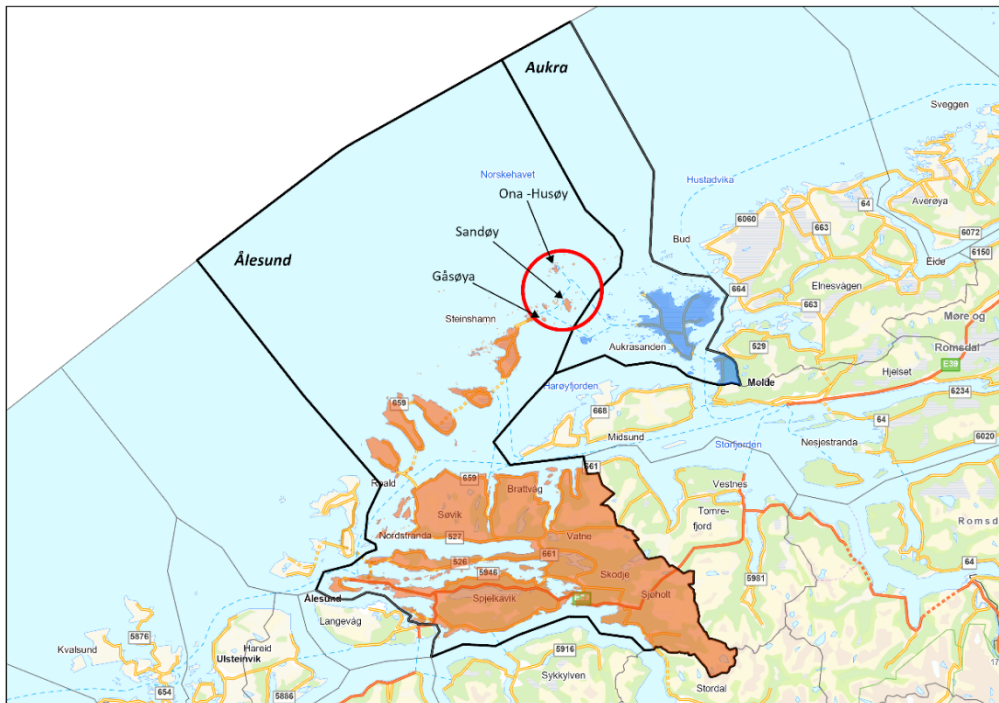 Aukra
Sveggen
Norskehavet
Hustadvika
Ona -Husøy
64
Averøya
663
6060
6072
Sandøy
Bud
Eide
6150
Ålesund
Elnesvågen
Gåsøya
664
663
Steinshamn
Møre og
Aukrasanden
529
Romsdal
E39
Hjelset
Harøyfjorden
Molde
659
668
6234
64
Midsund
Storfjorden
Nesjestranda
6020
Roald
659
Brattvåg
661
Vestnes
Søvik
Tomre-
fjord
Nordstranda
527
Vatne
Roms
526
661
64
5946
Skodje
5981
Ålesund
Spjelkavik
Sjøholt
Langevåg
5876
Kvalsund
Hareid
5916
Ulsteinvik
Sykkylven
Stordal
654
5886